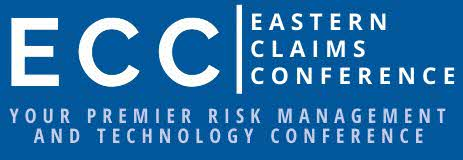 ECC
EASTERN
CLAIMS
CONFERENCE
YOUR PREMIER RISK MANAGEMENT
AND TECHNOLOGY CONFERENCE